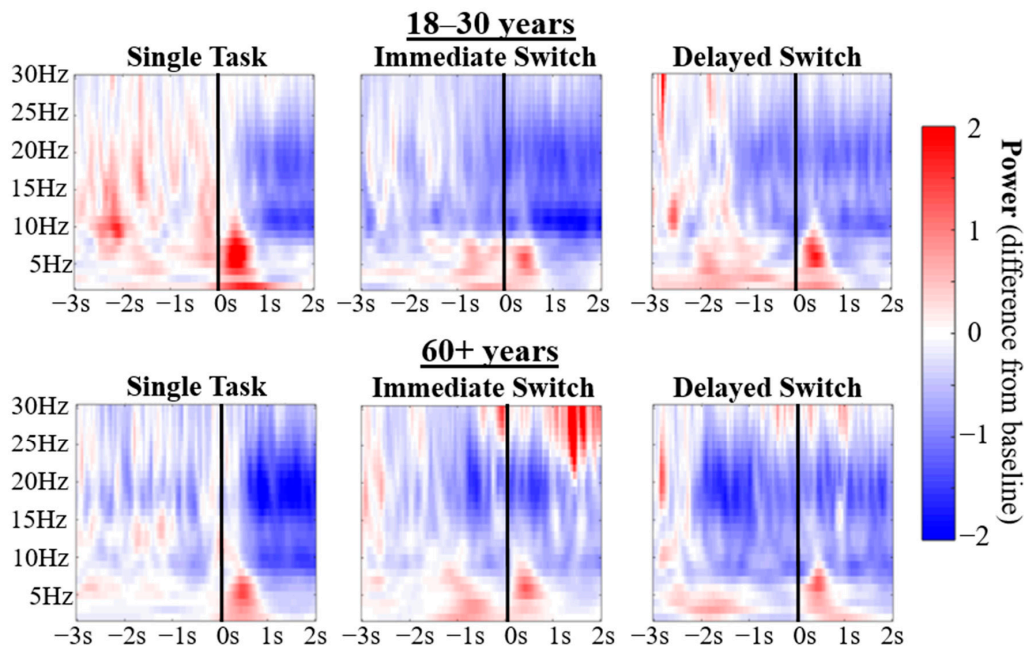 18–30 years
Single Task
Immediate Switch
Delayed Switch
30Hz
25Hz
20Hz
15Hz
10Hz
5Hz
−3s −2s −1s 0s 1s 2s
−3s −2s −1s 0s 1s 2s
−3s −2s −1s 0s 1s 2s
60+ years
Single Task
Immediate Switch
Delayed Switch
30Hz
25Hz
20Hz
15Hz
10Hz
5Hz
−3s −2s −1s 0s 1s 2s
−3s −2s −1s 0s 1s 2s
−3s −2s −1s 0s 1s 2s
2
1
0
−1
−2
Power (difference from baseline)